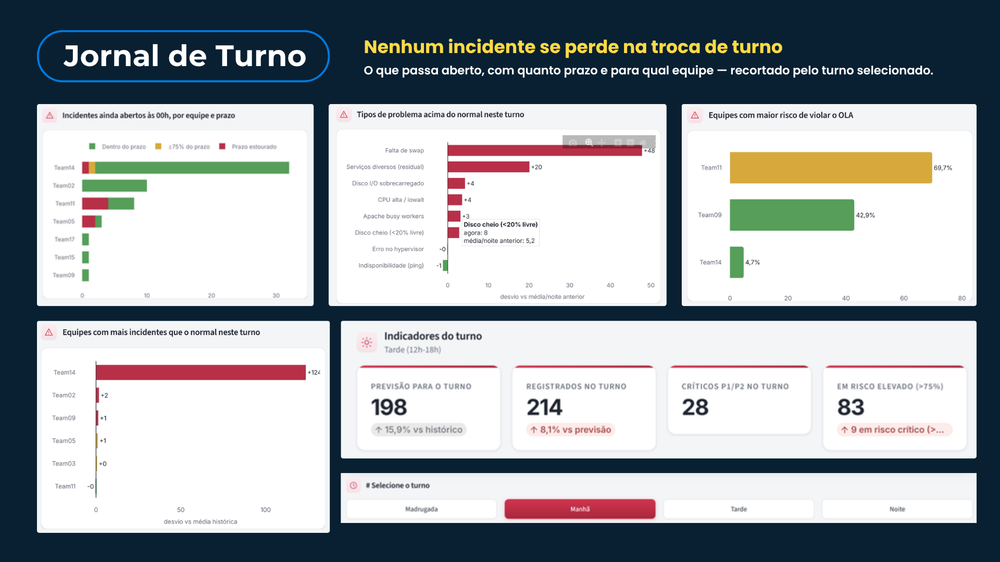 Jornal de Turno
Nenhum incidente se perde na troca de turno
O que passa aberto, com quanto prazo e para qual equipe — recortado pelo turno selecionado.
Incidentes ainda abertos às 00h, por equipe e prazo
Dentro do prazo ≥75% do prazo Prazo estourado
Team14
Team02
Team11
Team05
Team17
Team15
Team09
0 10 20 30
Tipos de problema acima do normal neste turno
Falta de swap +48
Serviços diversos (residual) +20
Disco I/O sobrecarregado +4
CPU alta / iowait +4
Apache busy workers +3
Disco cheio (<20% livre)
Disco cheio (<20% livre)
agora: 8
média/noite anterior: 5,2
Erro no hypervisor -0
Indisponibilidade (ping) -1
0 10 20 30 40 50
desvio vs média/noite anterior
Equipes com maior risco de violar o OLA
Team11 69,7%
Team09 42,9%
Team14 4,7%
0 20 40 60 80
Equipes com mais incidentes que o normal neste turno
Team14 +124
Team02 +2
Team09 +1
Team05 +1
Team03 +0
Team11 -0
0 50 100
desvio vs média histórica
Indicadores do turno
Tarde (12h-18h)
PREVISÃO PARA O TURNO
198
↑ 15,9% vs histórico
REGISTRADOS NO TURNO
214
↑ 8,1% vs previsão
CRÍTICOS P1/P2 NO TURNO
28
EM RISCO ELEVADO (>75%)
83
↑ 9 em risco crítico (>...
# Selecione o turno
Madrugada Manhã Tarde Noite